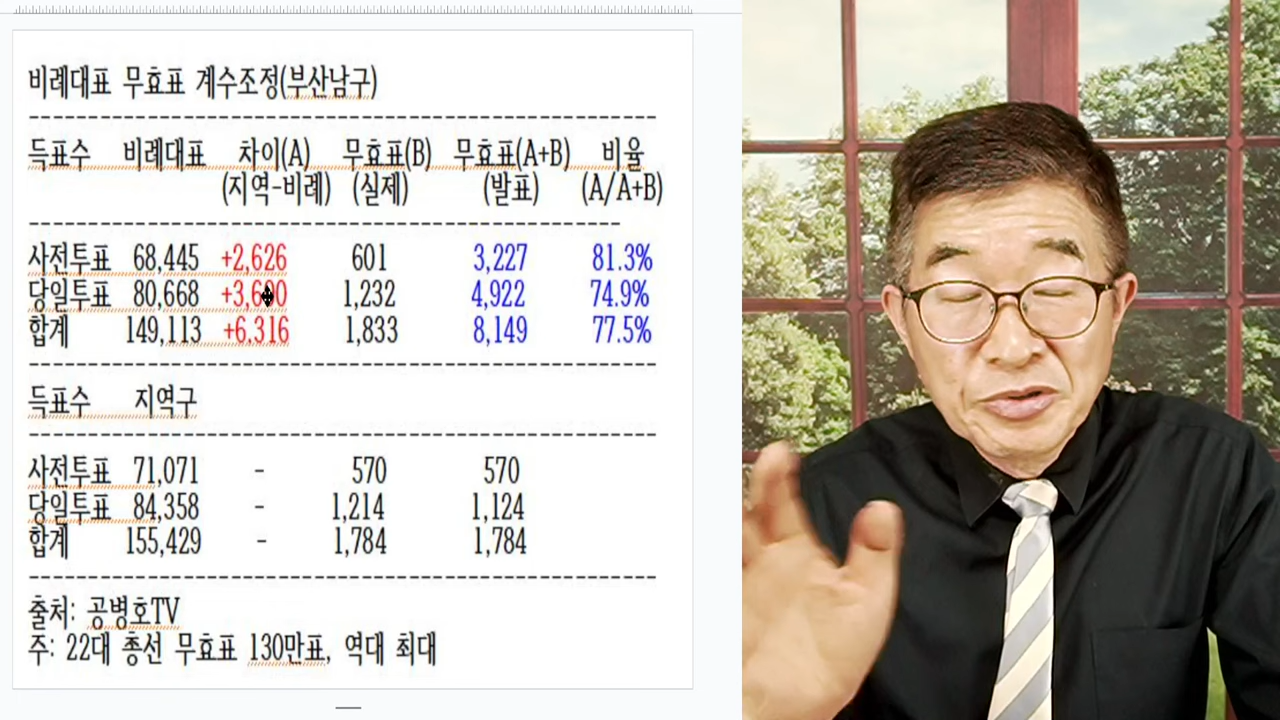 비례대표 무효표 계수조정(부산남구)
득표수 비례대표 차이(A) 무효표(B) 무효표(A+B) 비율
(지역-비례) (실제) (발표) (A/A+B)
사전투표 68,445 +2,626 601 3,227 81.3%
당일투표 80,668 1,232 4,922 74.9%
합계 149,113 +6,316 1,833 8,149 77.5%
득표수 지역구
사전투표 71,071 - 570 570
당일투표 84,358 - 1,214 1,124
합계 155,429 - 1,784 1,784
출처: 공병호TV
주: 22대 총선 무효표 130만표, 역대 최대